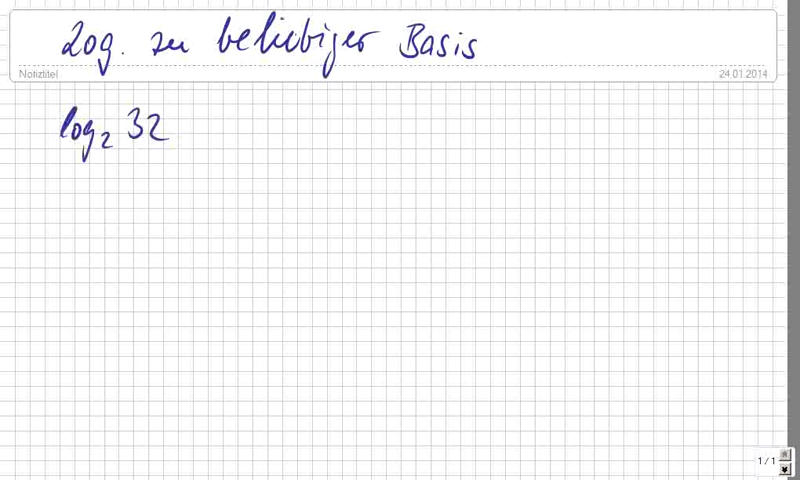 Log. zu beliebiger Basis
Notiztitel
24.01.2014
log₂ 32
1/1